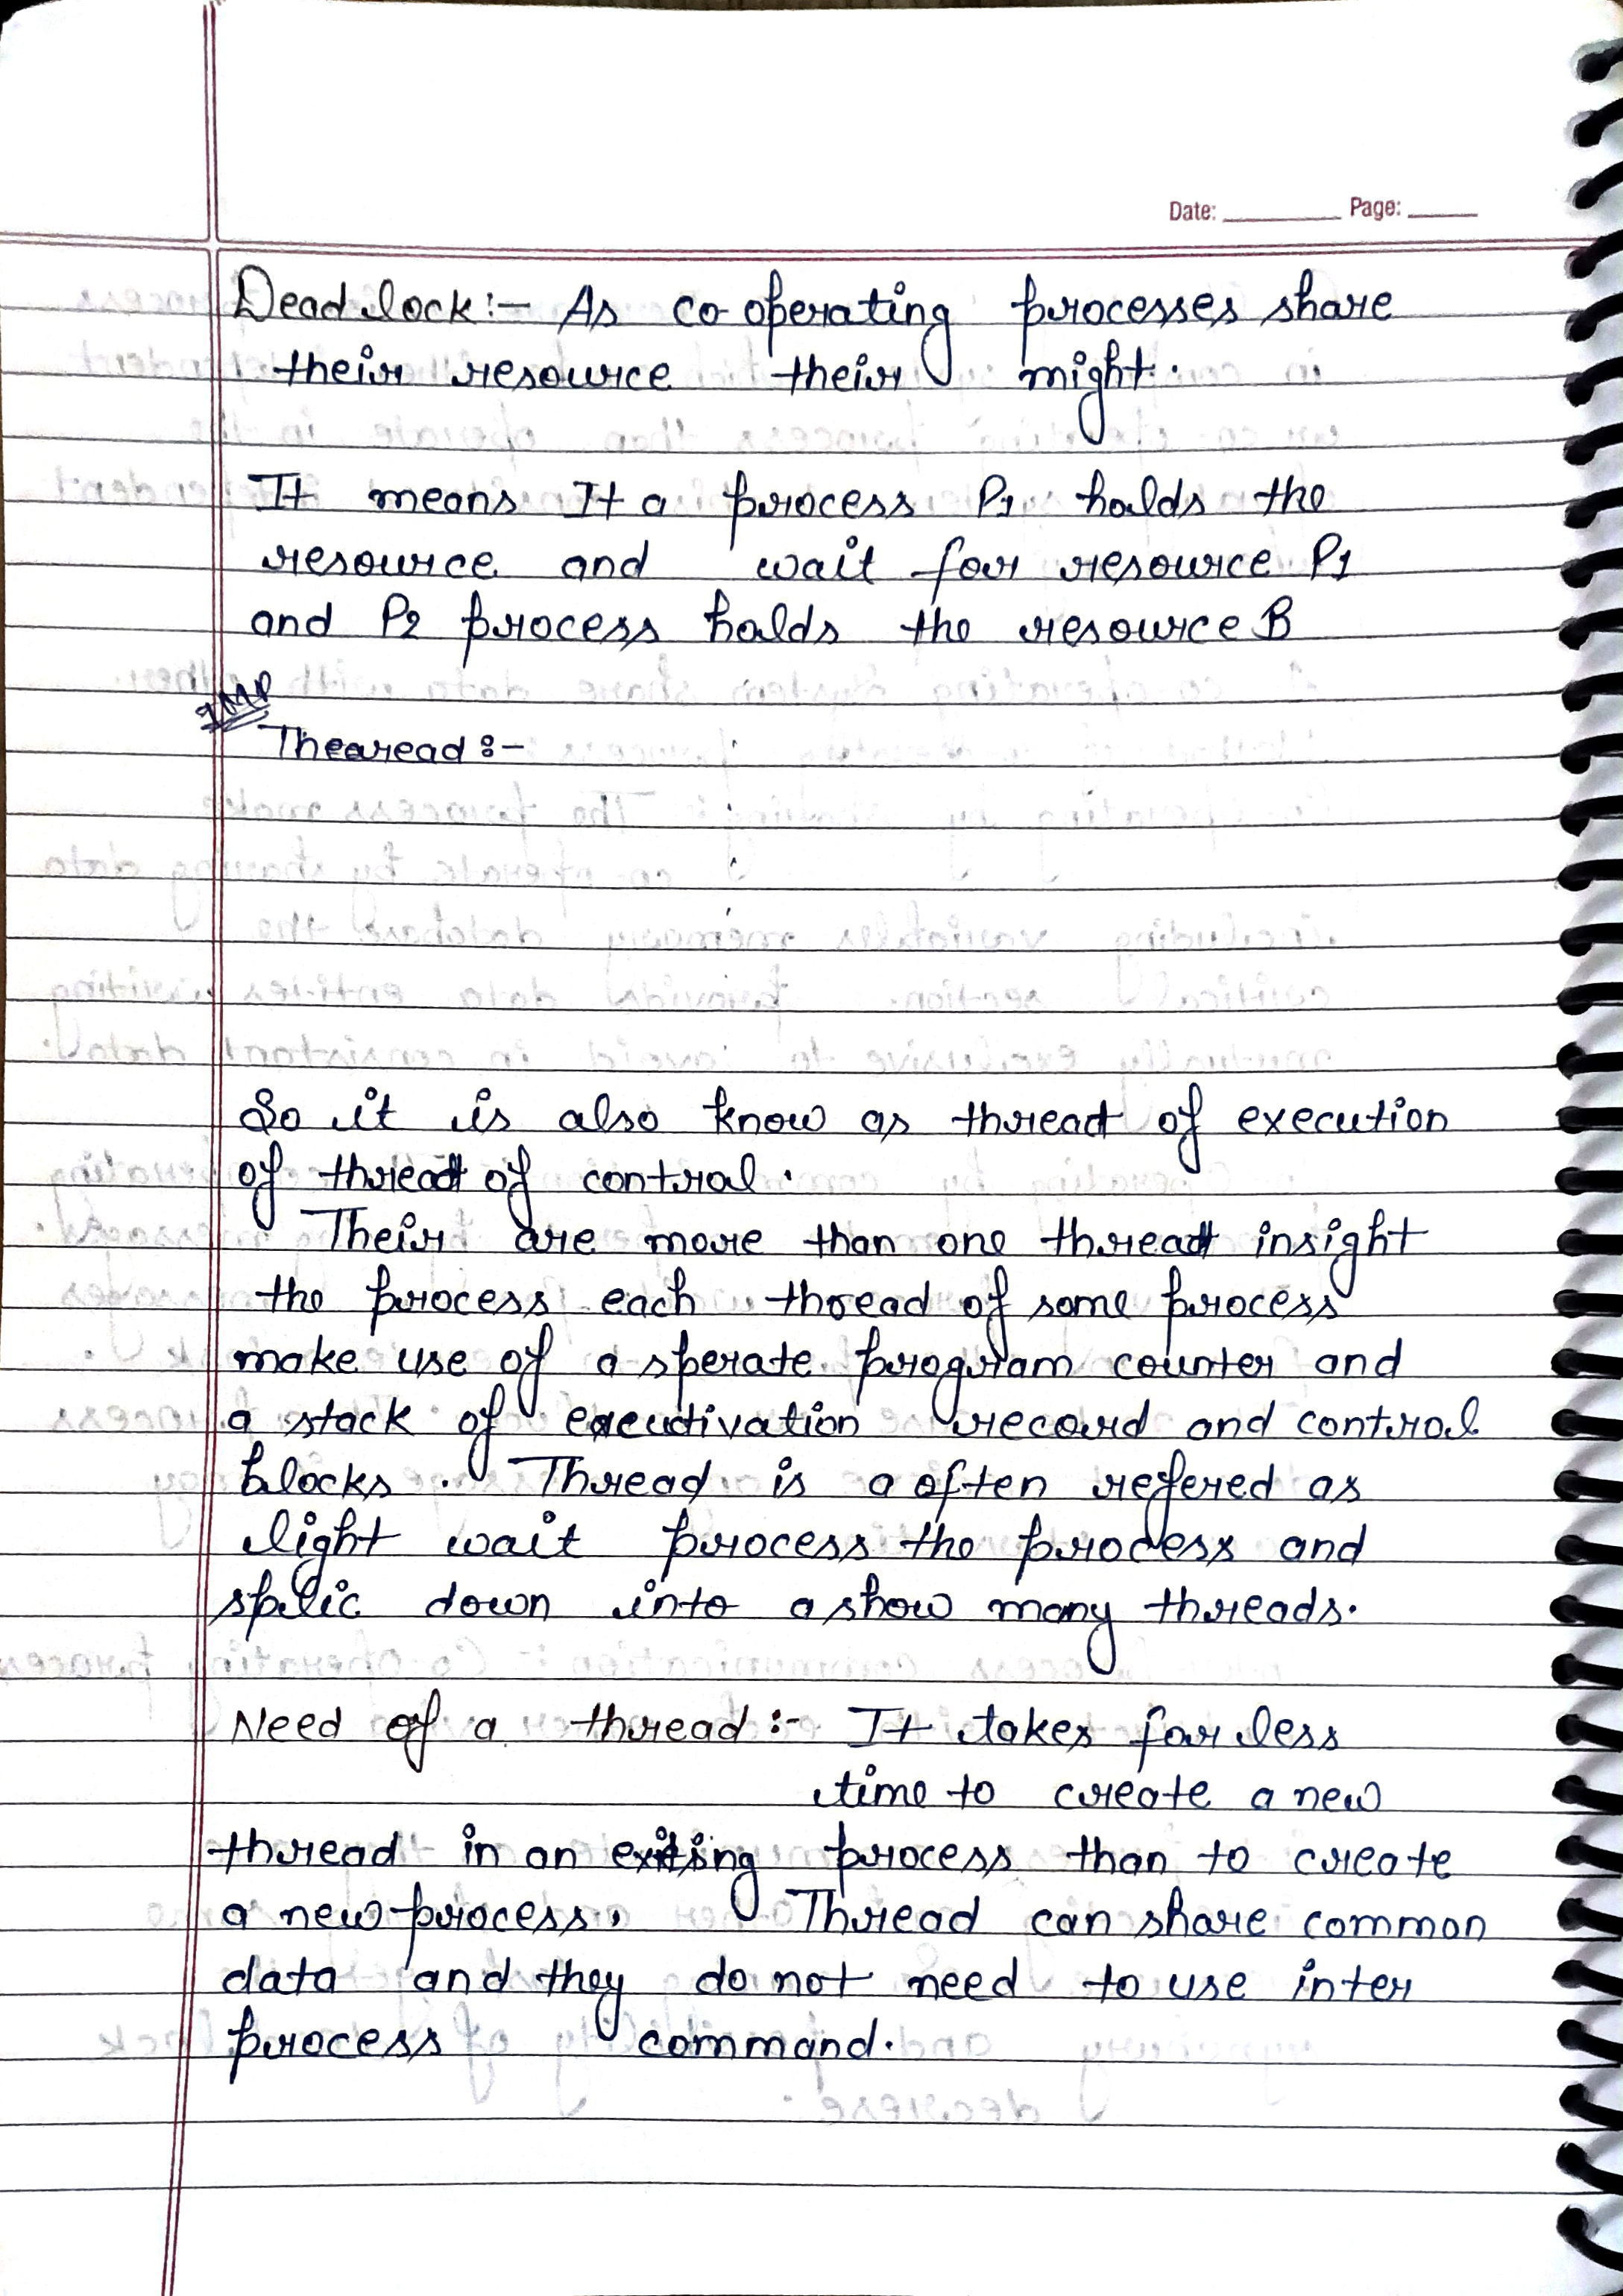 Date: Page:
Dead lock:- As co-operating processes share
their resource their might.
It means It a process P1 holds the
resource and wait for resource P1
and P2 process holds the resource B
IMP
Thearead :-
So it is also know as thread of execution
of thread of control.
Their are more than one thread insight
the process each thread of some process
make use of a sperate program counter and
a stack of record and control
blocks. Thread is a often refered as
light wait process the process and
splic down into a show many threads.
Need of a thread :- It takes far less
time to create a new
thread in an exiting process than to create
a new process, Thread can share common
data and they do not need to use inter
process command.